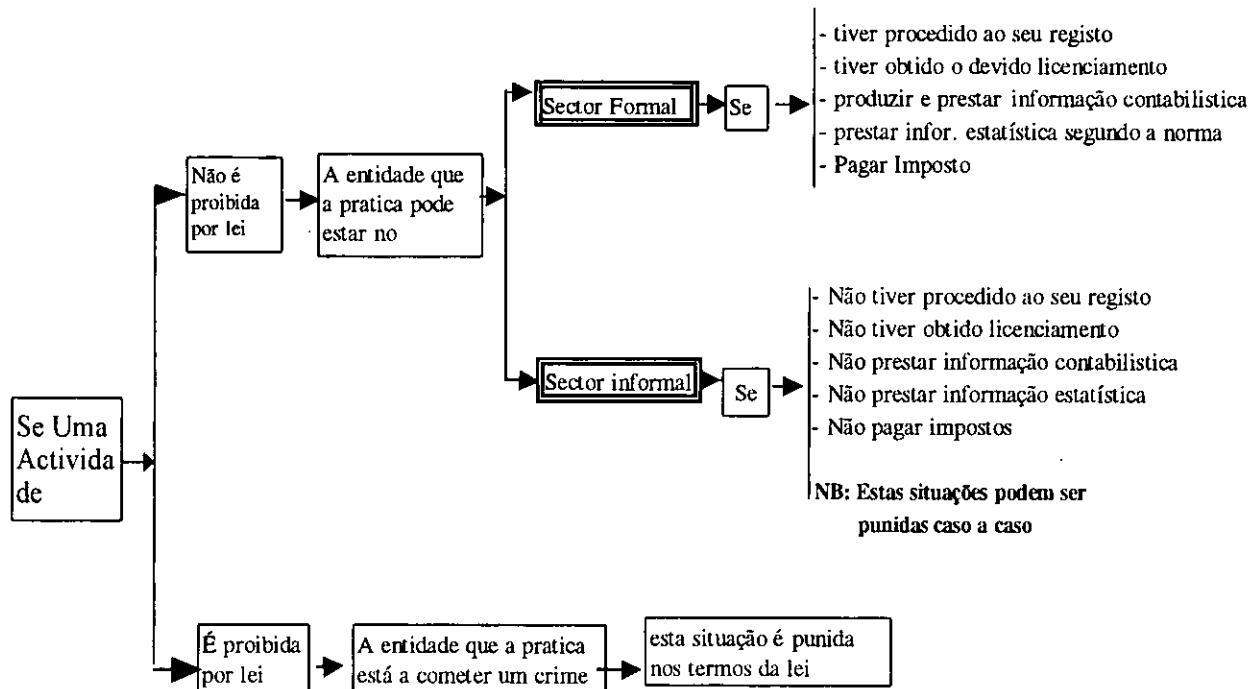 Se Uma
Activida
de
Não é
proibida
por lei
A entidade que
a pratica pode
estar no
Sector Formal
Se
- tiver procedido ao seu registo
- tiver obtido o devido licenciamento
- produzir e prestar informação contabilistica
- prestar infor. estatística segundo a norma
- Pagar Imposto
Sector informal
Se
- Não tiver procedido ao seu registo
- Não tiver obtido licenciamento
- Não prestar informação contabilistica
- Não prestar informação estatística
- Não pagar impostos
NB: Estas situações podem ser
punidas caso a caso
É proibida
por lei
A entidade que a pratica
está a cometer um crime
esta situação é punida
nos termos da lei